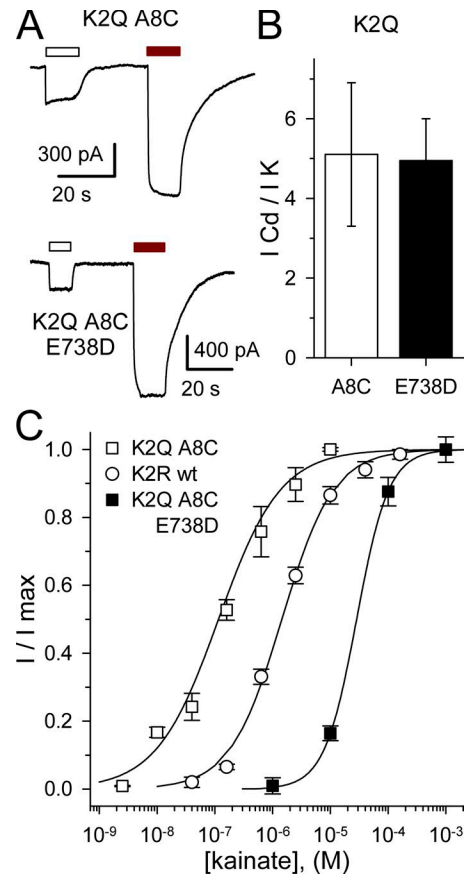 A
K2Q A8C
300 pA
20 s
K2Q A8C
E738D
400 pA
20 s
B
K2Q
I Cd / I K
6
4
2
0
A8C
E738D
C
K2Q A8C
K2R wt
K2Q A8C
E738D
I / I max
1.0
0.8
0.6
0.4
0.2
0.0
10⁻⁹
10⁻⁸
10⁻⁷
10⁻⁶
10⁻⁵
10⁻⁴
10⁻³
[kainate], (M)